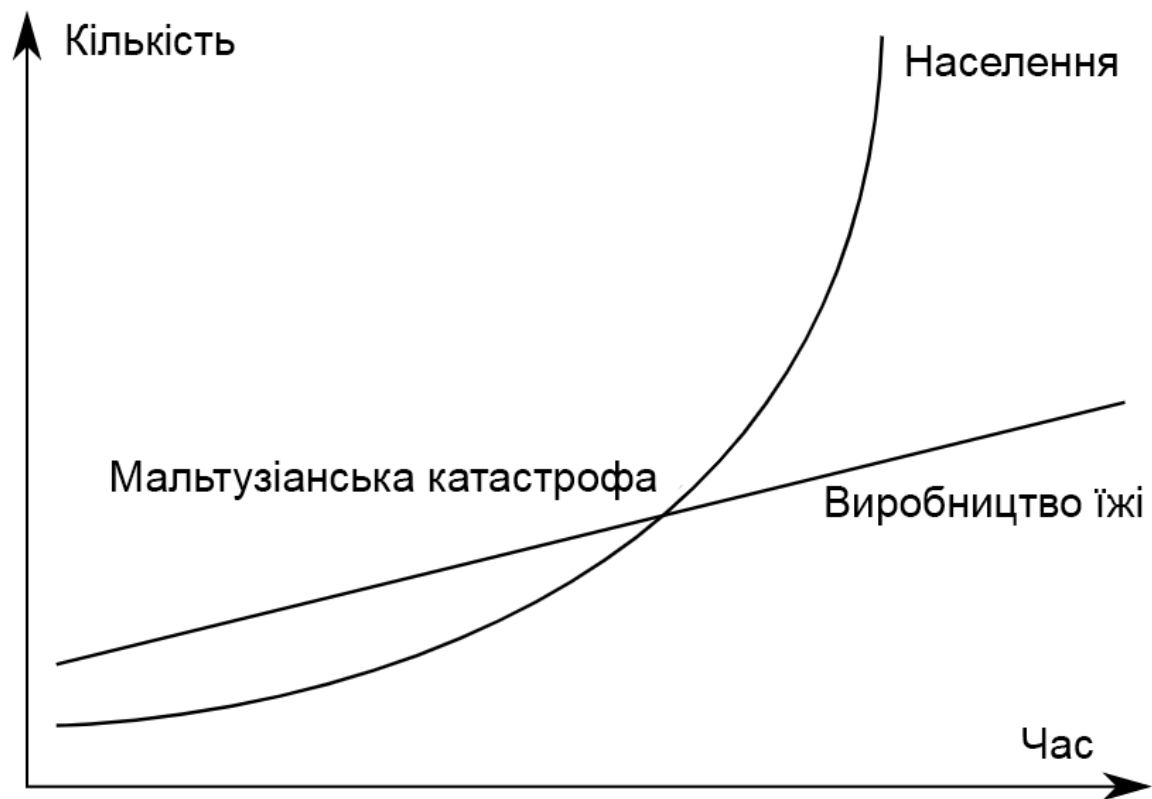 Кількість
Населення
Мальтузіанська катастрофа
Виробництво їжі
Час